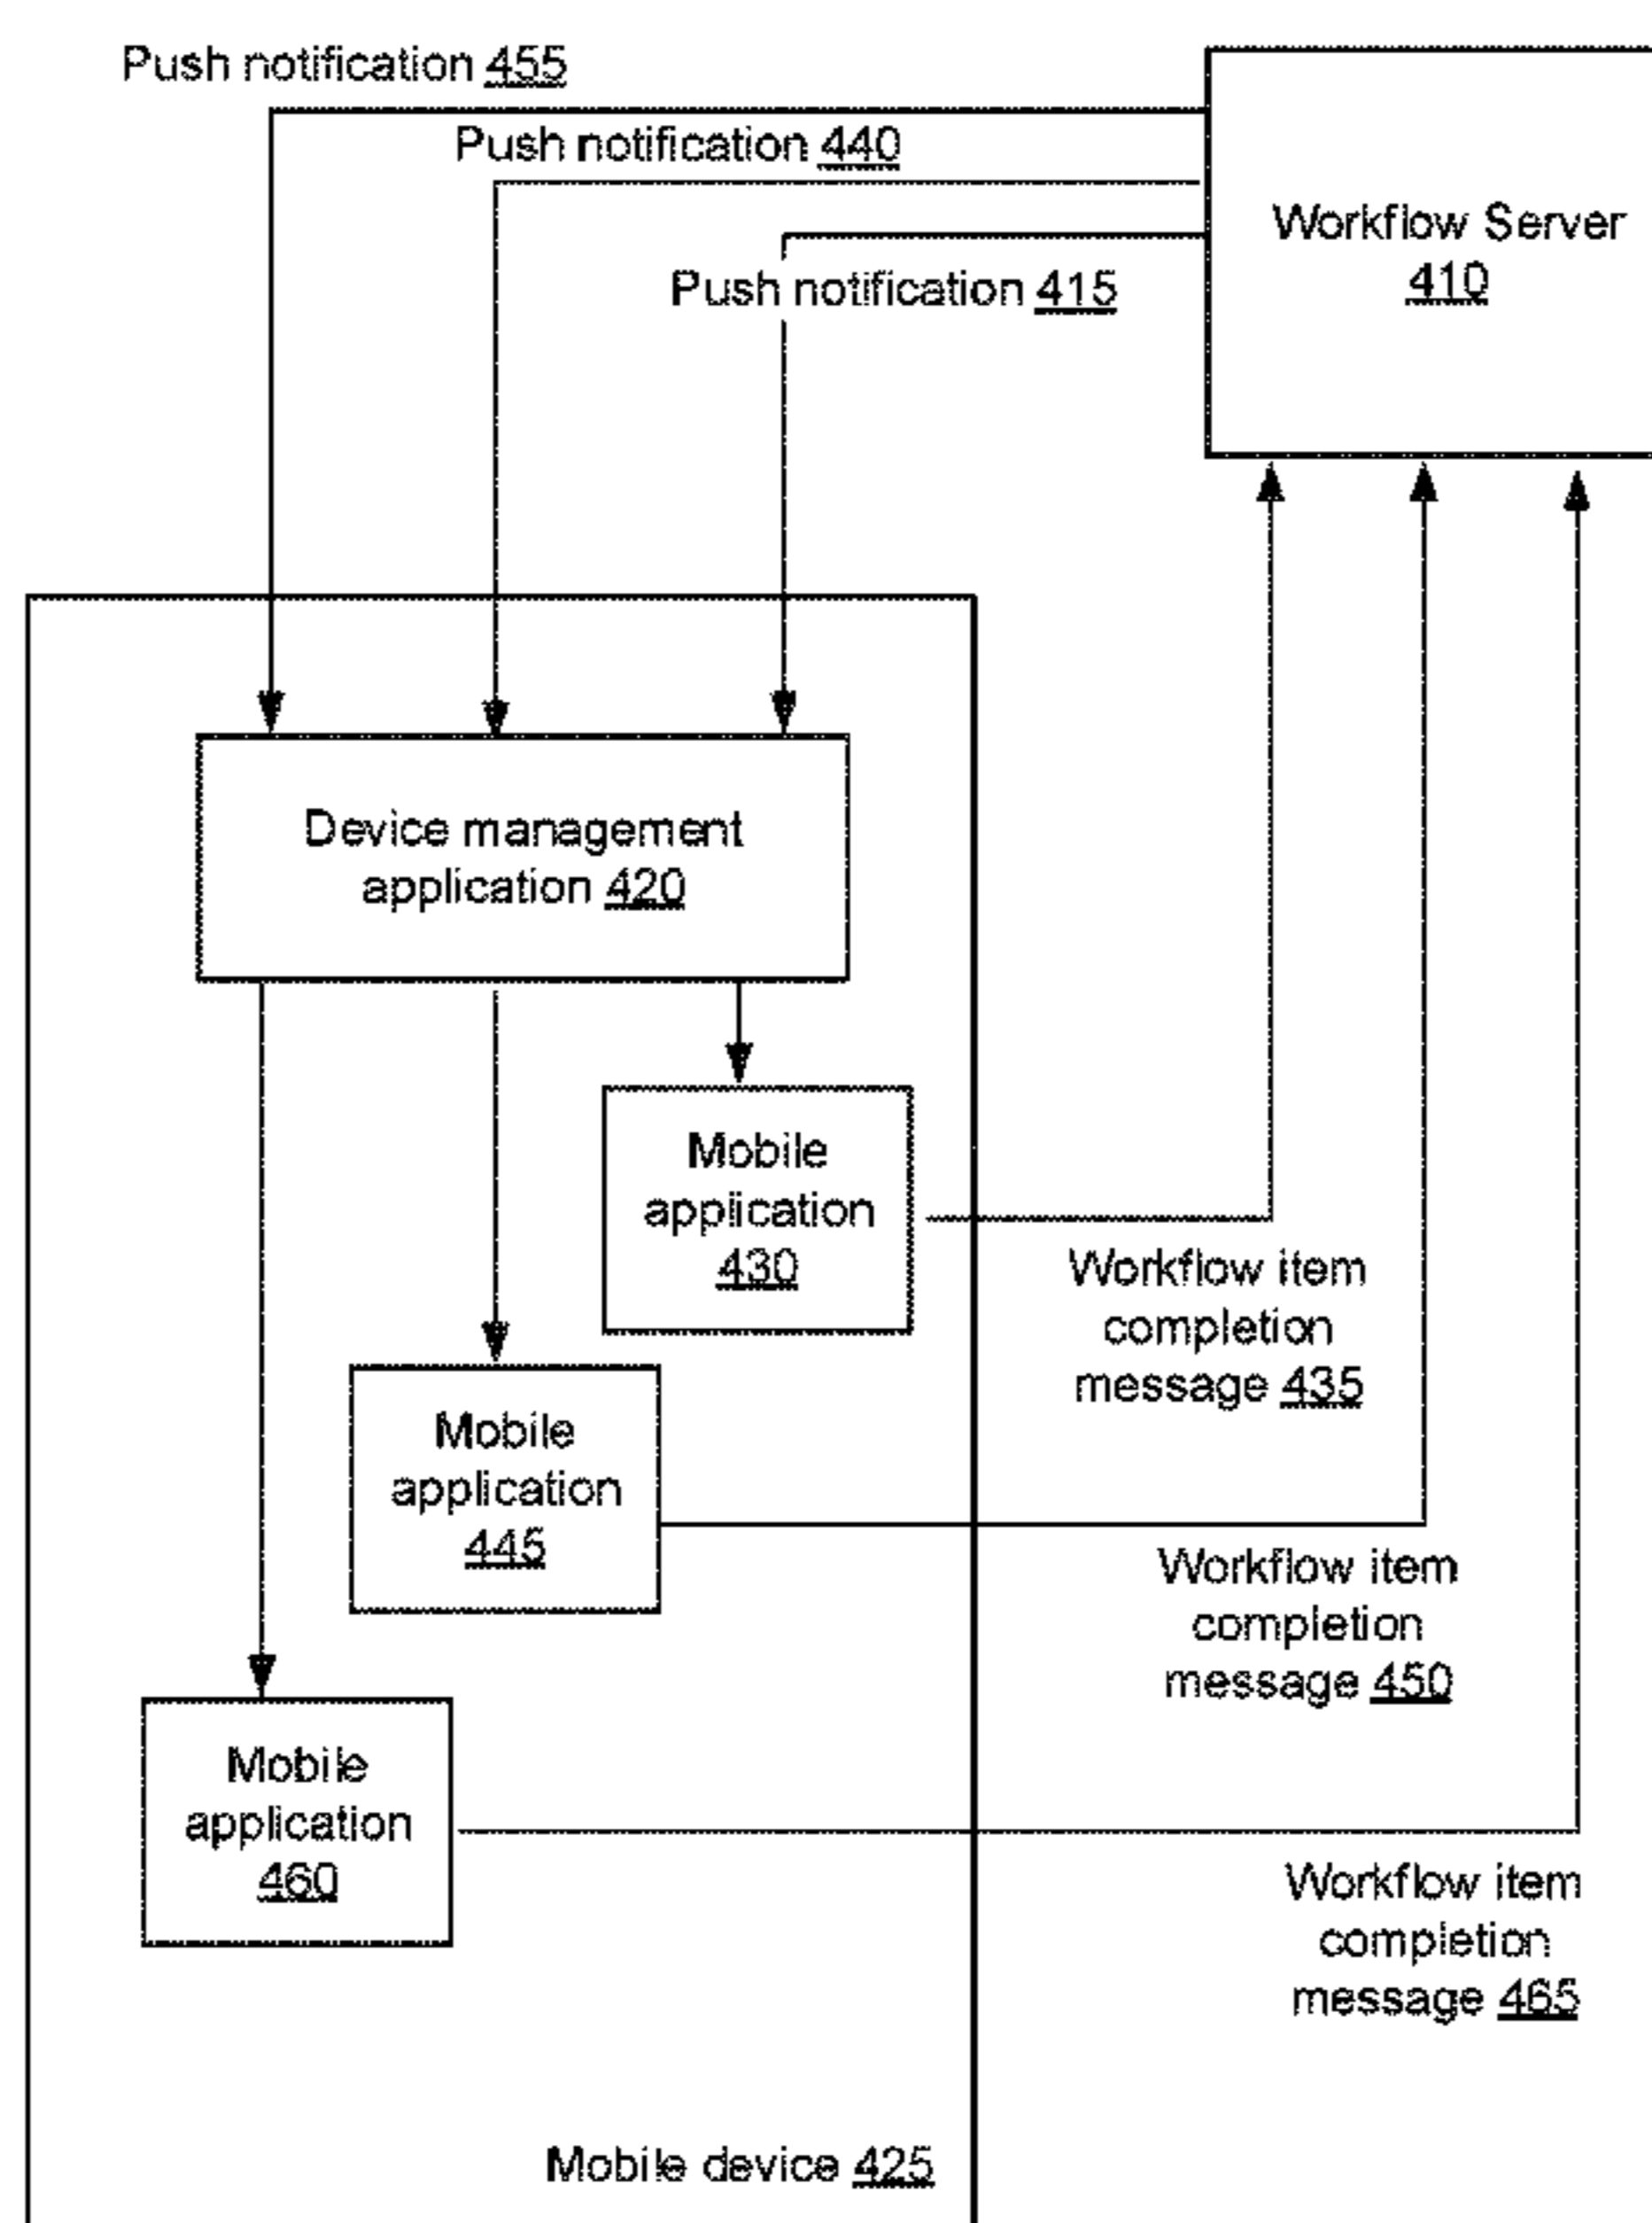 Push notification 455
Push notification 440
Workflow Server
410
Push notification 415
Device management
application 420
Mobile
application
430
Workflow item
completion
message 435
Mobile
application
445
Workflow item
completion
message 450
Mobile
application
460
Workflow item
completion
message 465
Mobile device 425